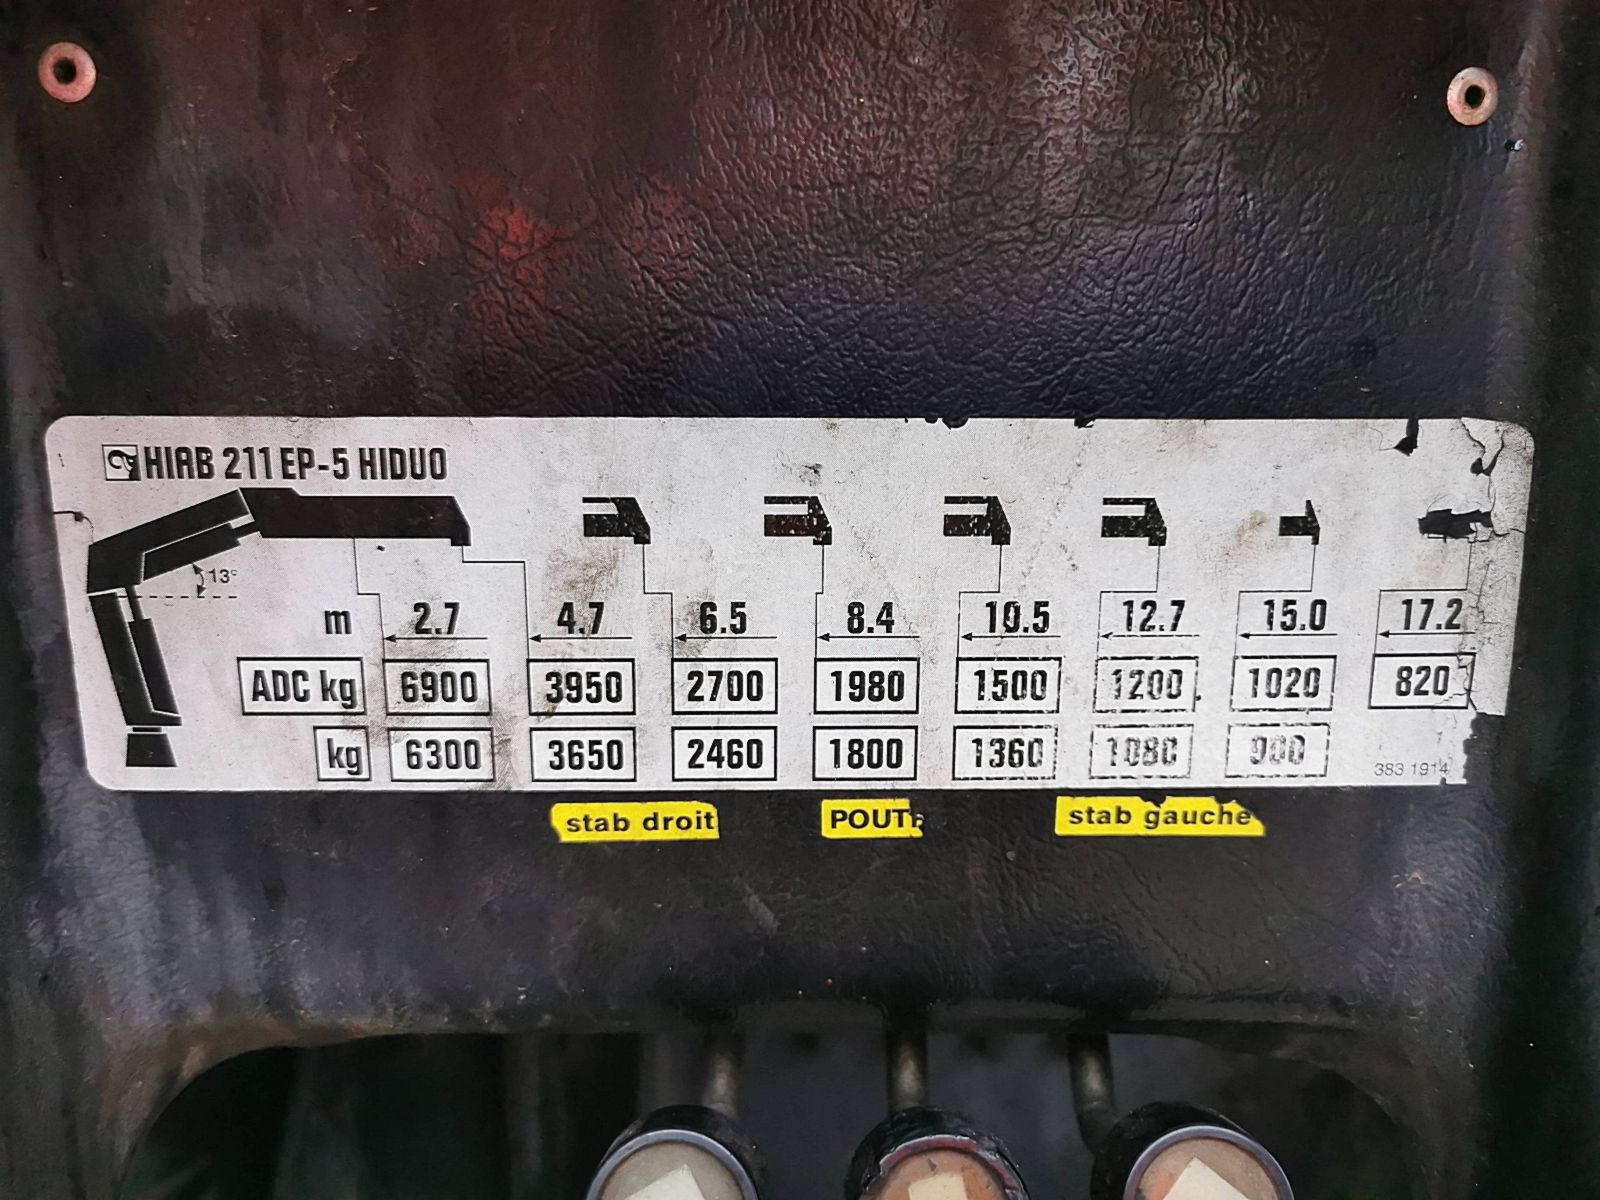 HIAB 211 EP-5 HIDUO
13°
m 2.7 4.7 6.5 8.4 10.5 12.7 15.0 17.2
ADC kg 6900 3950 2700 1980 1500 1200 1020 820
kg 6300 3650 2460 1800 1360 1080 900
383 1914
stab droit POUTr stab gauche